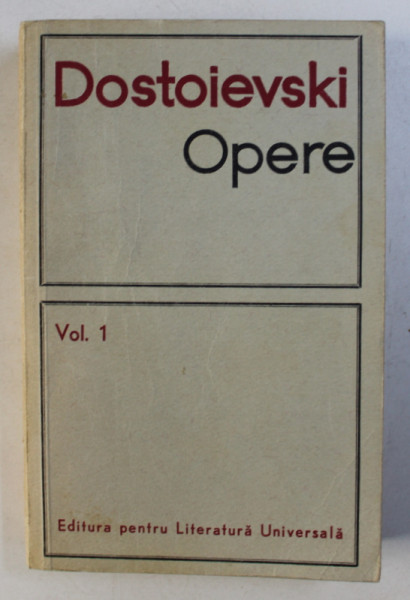 Dostoievski
Opere
Vol. 1
Editura pentru Literatură Universală